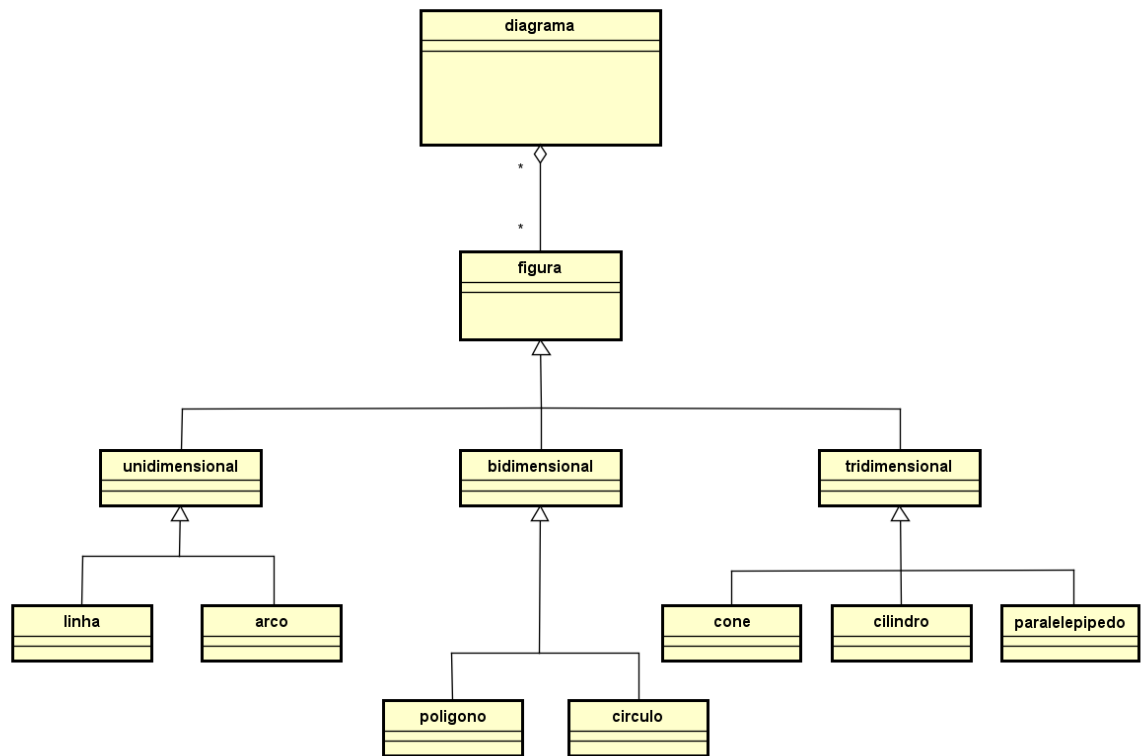 diagrama
*
*
figura
unidimensional
bidimensional
tridimensional
linha
arco
cone
cilindro
paralelepipedo
poligono
circulo